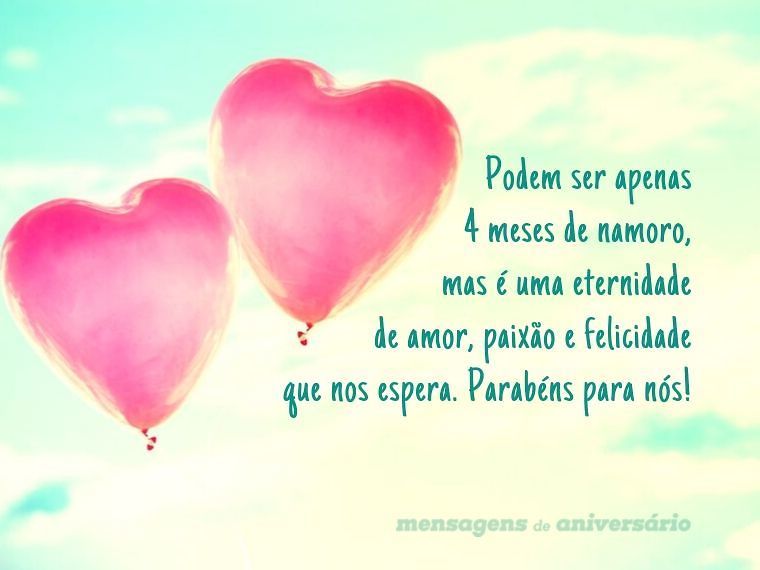 Podem ser apenas
4 meses de namoro,
mas é uma eternidade
de amor, paixão e felicidade
que nos espera. Parabéns para nós!
mensagens de aniversário